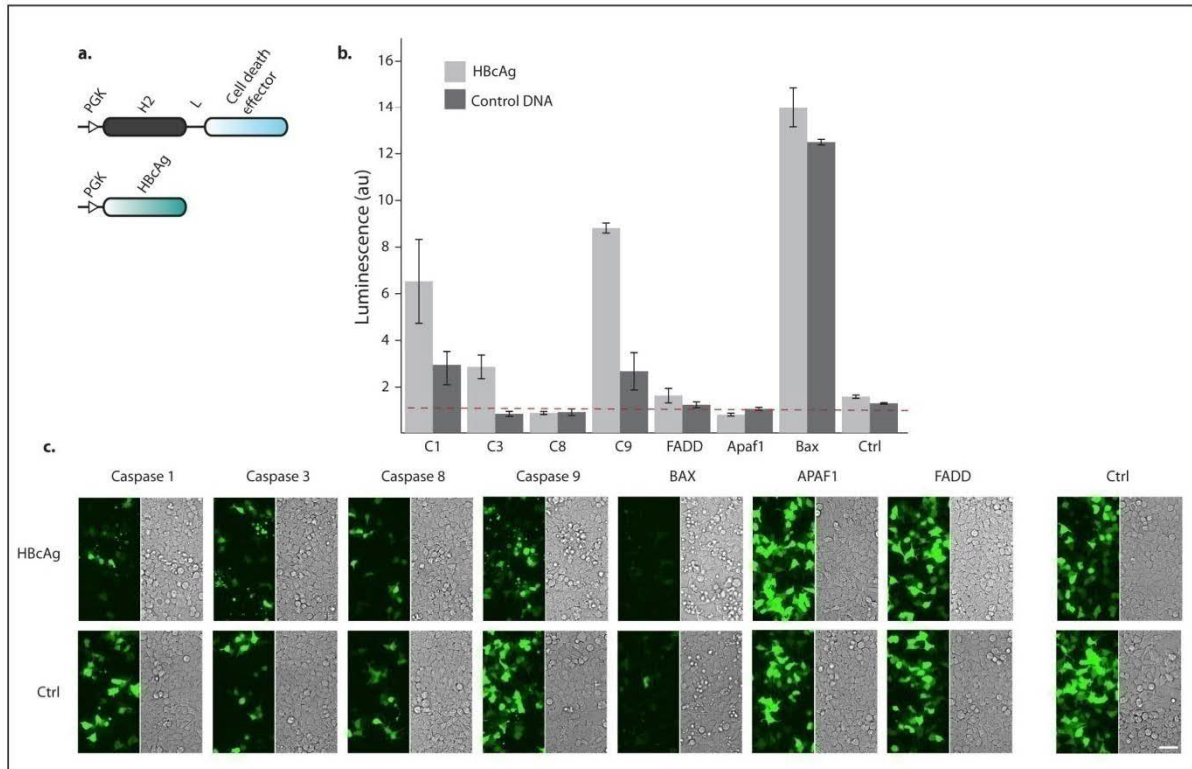 a.
PGK
H2
L
Cell death
effector
PGK
HBcAg
b.
HBcAg
Control DNA
Luminescence (au)
16
14
12
10
8
6
4
2
C1 C3 C8 C9 FADD Apaf1 Bax Ctrl
c.
Caspase 1 Caspase 3 Caspase 8 Caspase 9 BAX APAF1 FADD Ctrl
HBcAg
Ctrl